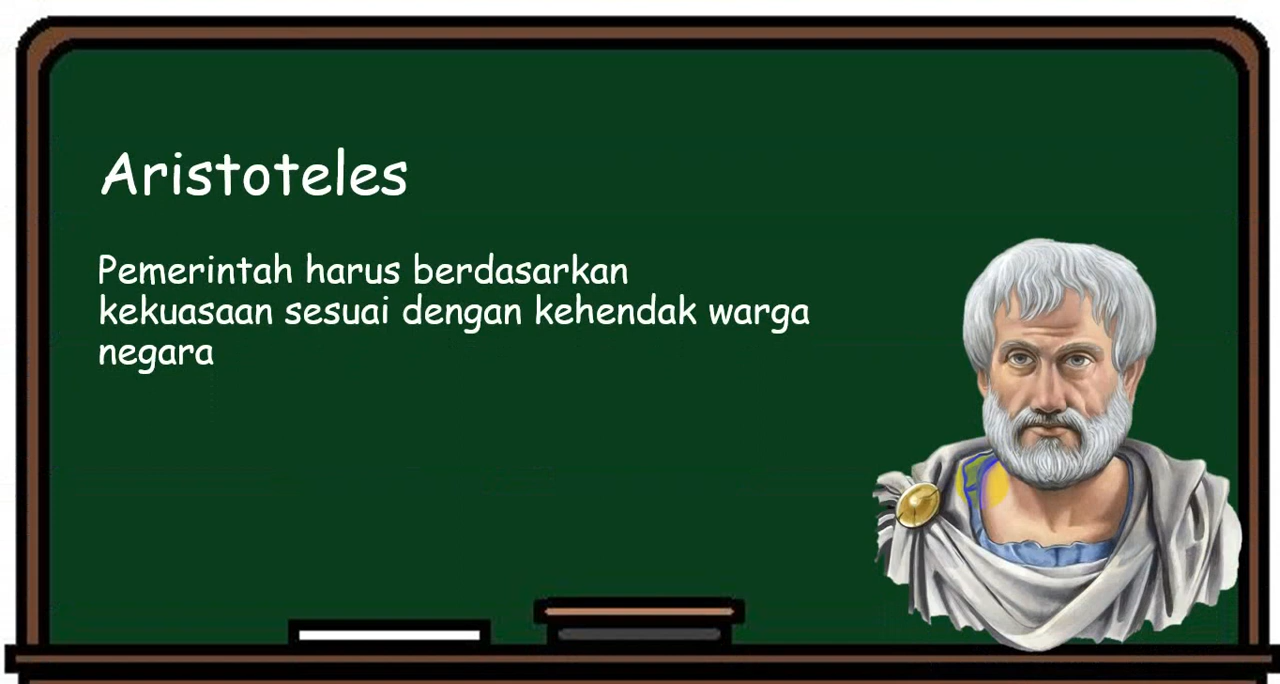 Aristoteles
Pemerintah harus berdasarkan
kekuasaan sesuai dengan kehendak warga
negara